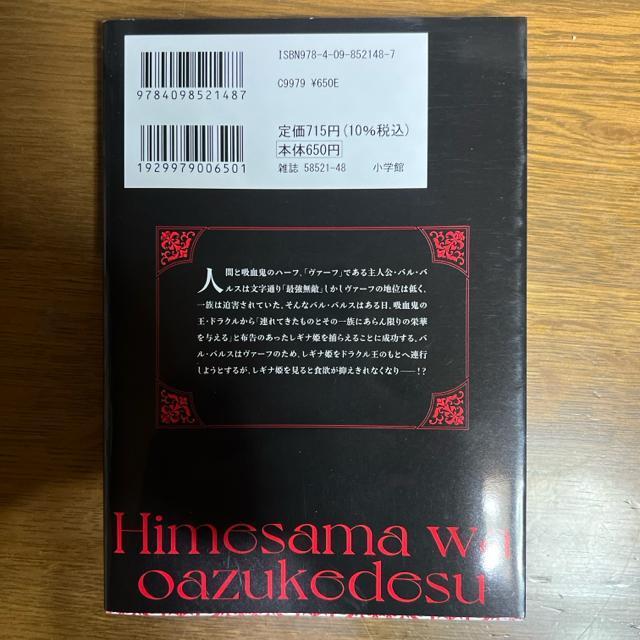 ISBN978-4-09-852148-7
C9979 ¥650E
9784098521487
定価715円(10%税込)
本体650円
1929979006501
雑誌 58521-48
小学館
人間と吸血鬼のハーフ、「ヴァーフ」である主人公・バル・バ
ルスは文字通り「最強無敵」しかしヴァーフの地位は低く、
一族は迫害されていた。そんなバル・バルスはある日、吸血鬼の
王・ドラクルから「連れてきたものとその一族にあらん限りの栄華
を与える」と布告のあったレギナ姫を捕らえることに成功する。バ
ル・バルスはヴァーフのため、レギナ姫をドラクル王のもとへ連行
しようとするが、レギナ姫を見ると食欲が抑えきれなくなり——!?
Himesama wa
oazukedesu